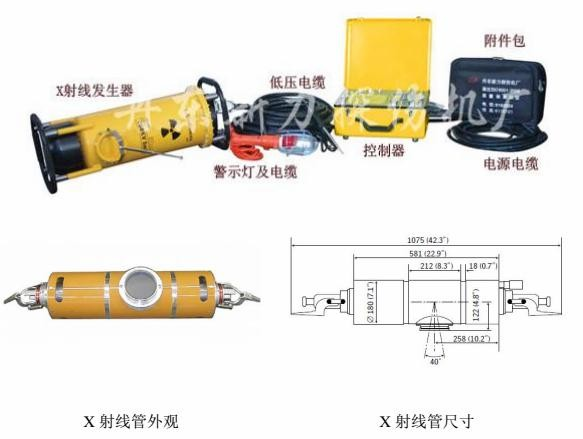 附件包
X射线发生器
低压电缆
丹东新力探伤机厂
控制器
电源电缆
警示灯及电缆
1075 (42.3")
581 (22.9")
212 (8.3")
18 (0.7")
Ø180 (7.1")
122 (4.8")
258 (10.2")
40°
X 射线管外观
X 射线管尺寸